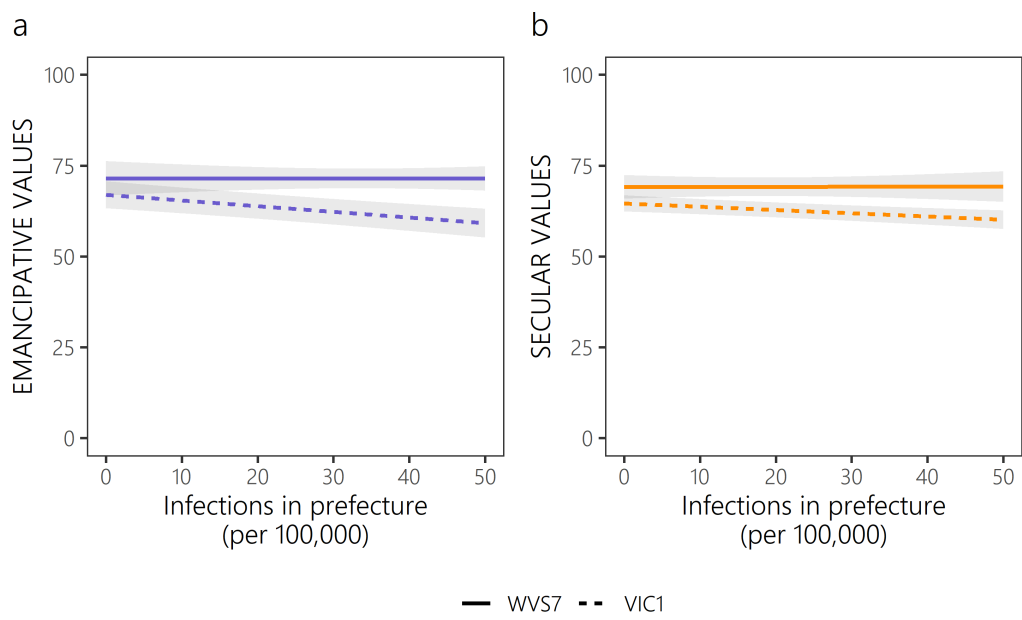 a
EMANCIPATIVE VALUES
100
75
50
25
0
0 10 20 30 40 50
Infections in prefecture
(per 100,000)
b
SECULAR VALUES
100
75
50
25
0
0 10 20 30 40 50
Infections in prefecture
(per 100,000)
WVS7 VIC1